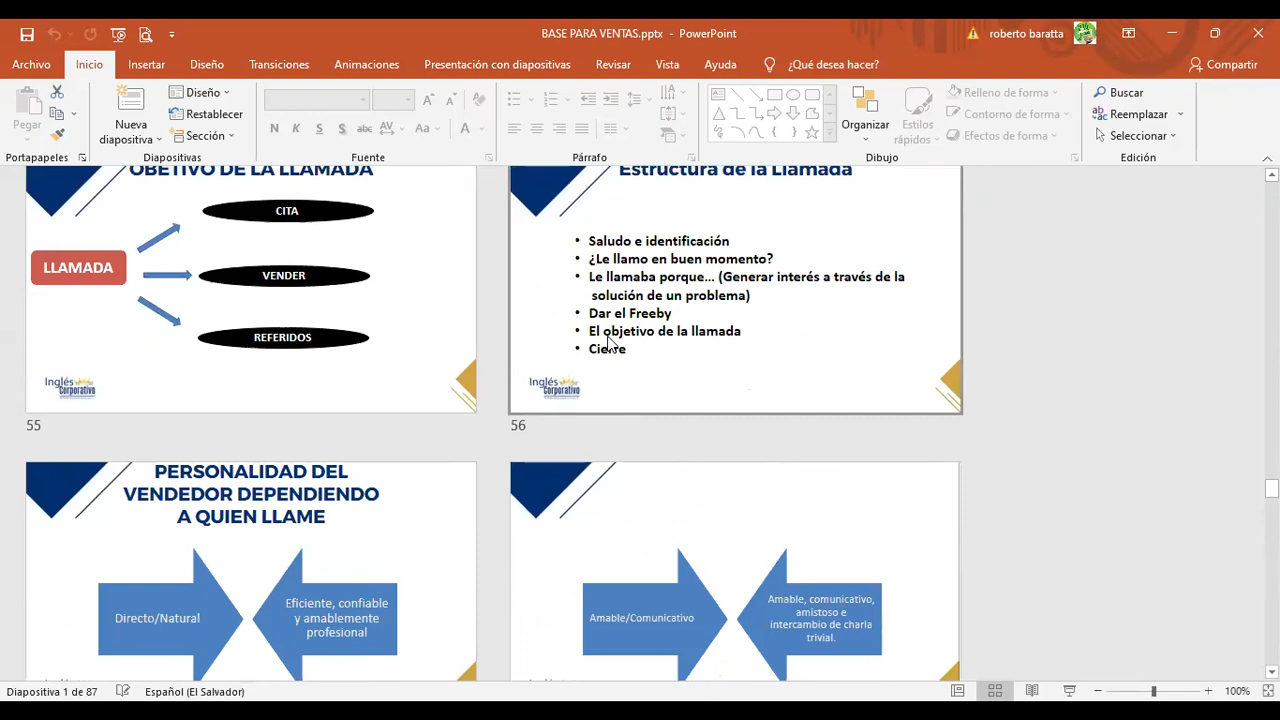 BASE PARA VENTAS.pptx - PowerPoint
roberto baratta
Archivo
Inicio
Insertar
Diseño
Transiciones
Animaciones
Presentación con diapositivas
Revisar
Vista
Ayuda
¿Qué desea hacer?
Compartir
Pegar
Nueva
diapositiva
Diseño
Restablecer
Sección
N K S S abc AV Aa A
Organizar
Estilos
rápidos
Relleno de forma
Contorno de forma
Efectos de forma
Buscar
Reemplazar
Seleccionar
Portapapeles
Diapositivas
Fuente
Párrafo
Dibujo
Edición
OBETIVO DE LA LLAMADA
LLAMADA
CITA
VENDER
REFERIDOS
Inglés
Corporativo
55
Estructura de la Llamada
• Saludo e identificación
• ¿Le llamo en buen momento?
• Le llamaba porque... (Generar interés a través de la
solución de un problema)
• Dar el Freeby
• El objetivo de la llamada
• Cierre
Inglés
Corporativo
56
PERSONALIDAD DEL
VENDEDOR DEPENDIENDO
A QUIEN LLAME
Directo/Natural
Eficiente, confiable
y amablemente
profesional
Amable/Comunicativo
Amable, comunicativo,
amistoso e
intercambio de charla
trivial.
Diapositiva 1 de 87
Español (El Salvador)
100%